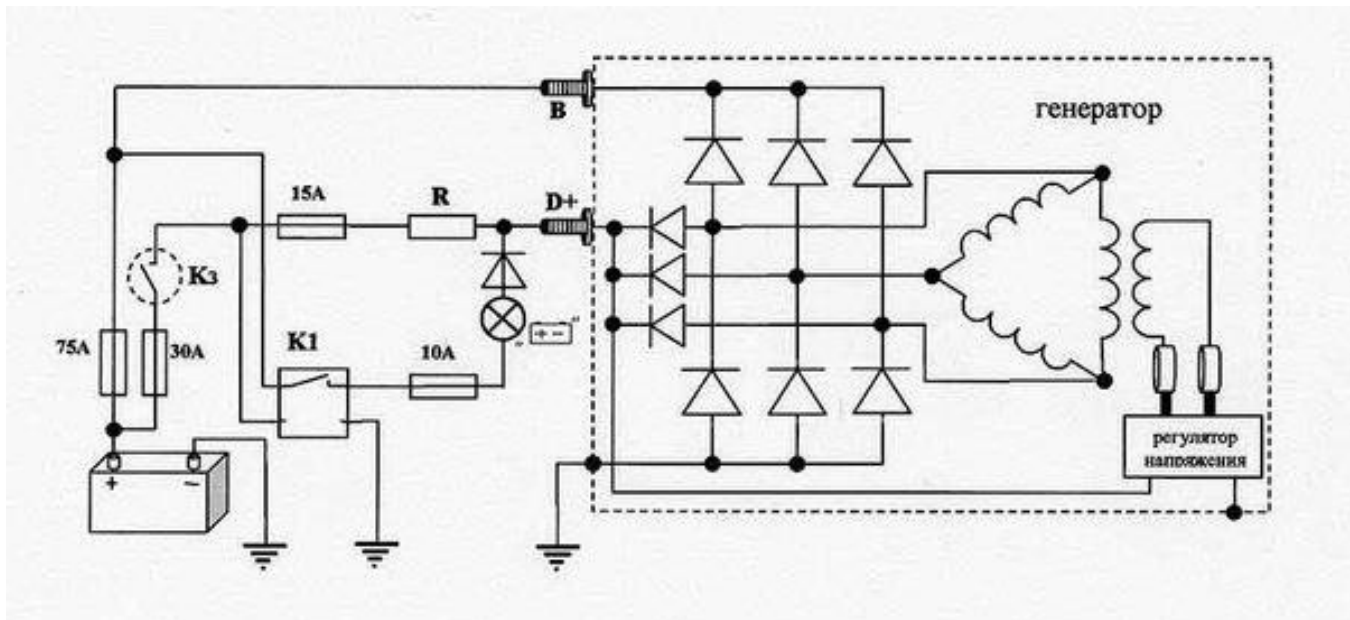 B
генератор
15A
R
D+
K3
75A
30A
K1
10A
" + − "
регулятор
напряжения
+ −